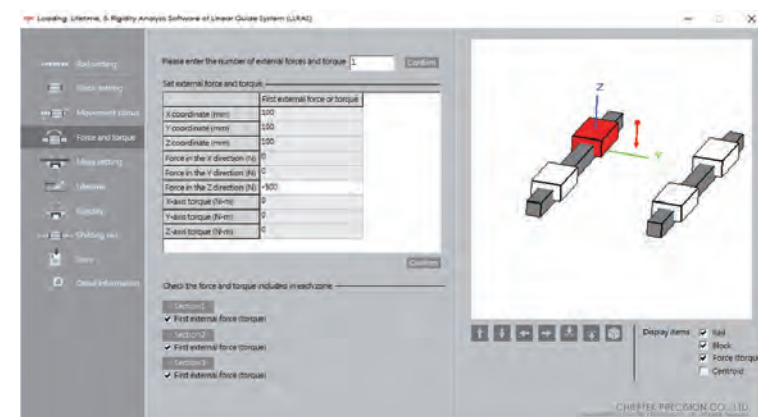 Loading, Lifetime, & Rigidity Analysis Software of Linear Guide System (LLRAS)
Rail setting
Block setting
Movement status
Force and torque
Mass setting
Lifetime
Rigidity
Store
Detail information
Please enter the number of external forces and torque 1 Confirm
Set external force and torque
First external force or torque
X coordinate (mm) 100
Y coordinate (mm) 100
Z coordinate (mm) 100
Force in the X direction (N) 0
Force in the Y direction (N) 0
Force in the Z direction (N) -500
X-axis torque (N-m) 0
Y-axis torque (N-m) 0
Z-axis torque (N-m) 0
Confirm
Check the force and torque included in each zone
Section1
First external force (torque)
Section2
First external force (torque)
Section3
First external force (torque)
Z
Y
Display items
Rail
Block
Force (torque
Centroid
CHIEFTEK PRECISION CO., LTD.